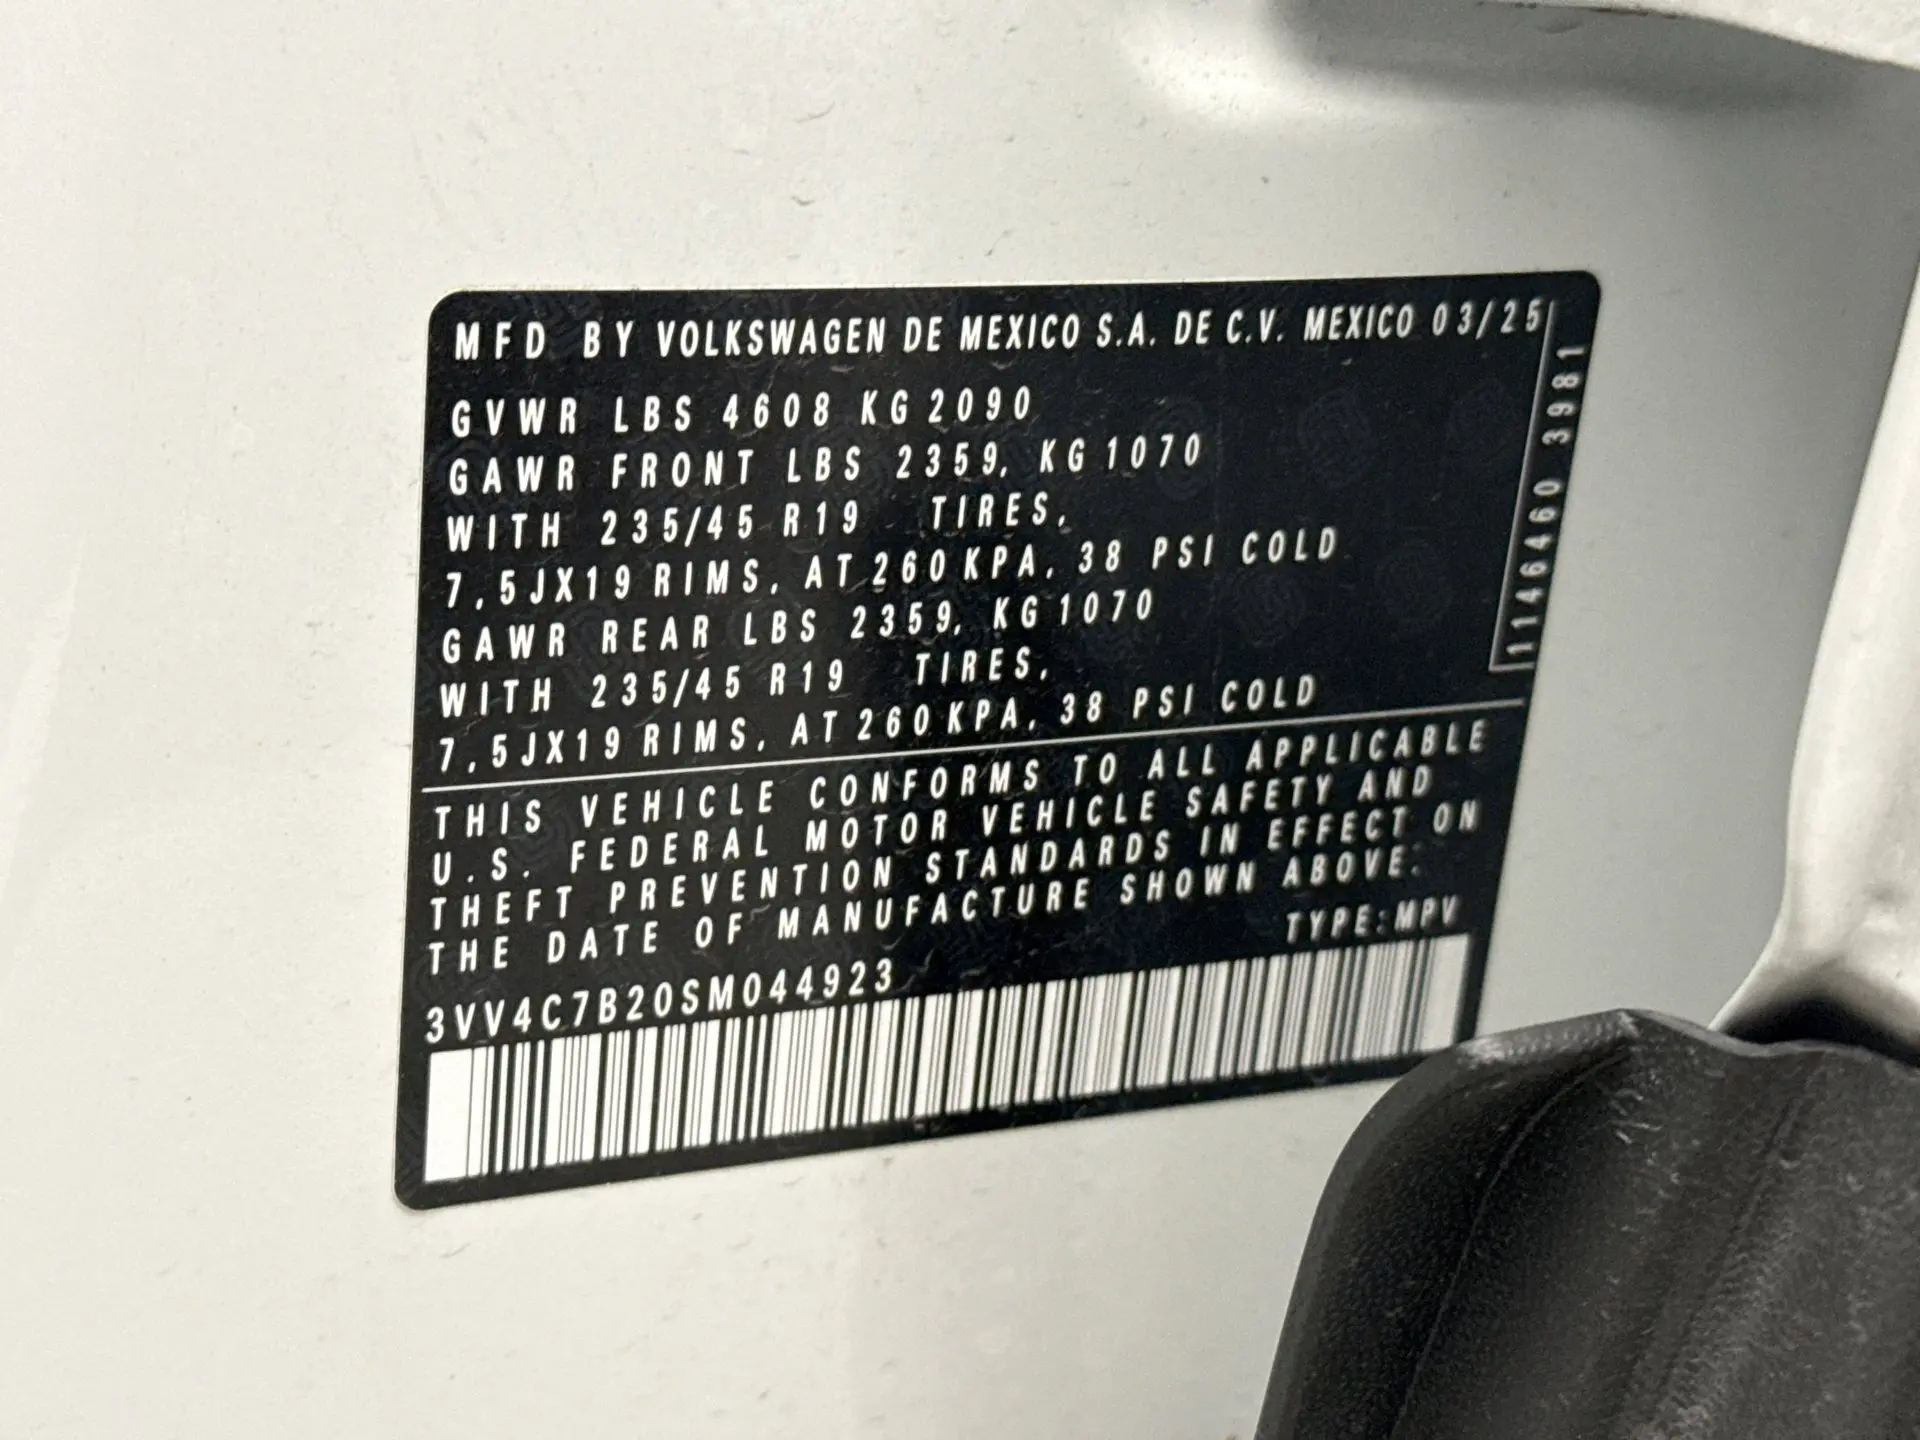 MFD BY VOLKSWAGEN DE MEXICO S.A. DE C.V. MEXICO 03/25
GVWR LBS 4608 KG 2090
GAWR FRONT LBS 2359, KG 1070
WITH 235/45 R19 TIRES,
7,5JX19 RIMS, AT 260 KPA, 38 PSI COLD
GAWR REAR LBS 2359, KG 1070
WITH 235/45 R19 TIRES,
7,5JX19 RIMS, AT 260 KPA, 38 PSI COLD
1146460 3981
THIS VEHICLE CONFORMS TO ALL APPLICABLE
U.S. FEDERAL MOTOR VEHICLE SAFETY AND
THEFT PREVENTION STANDARDS IN EFFECT ON
THE DATE OF MANUFACTURE SHOWN ABOVE.
TYPE:MPV
3VV4C7B20SM044923